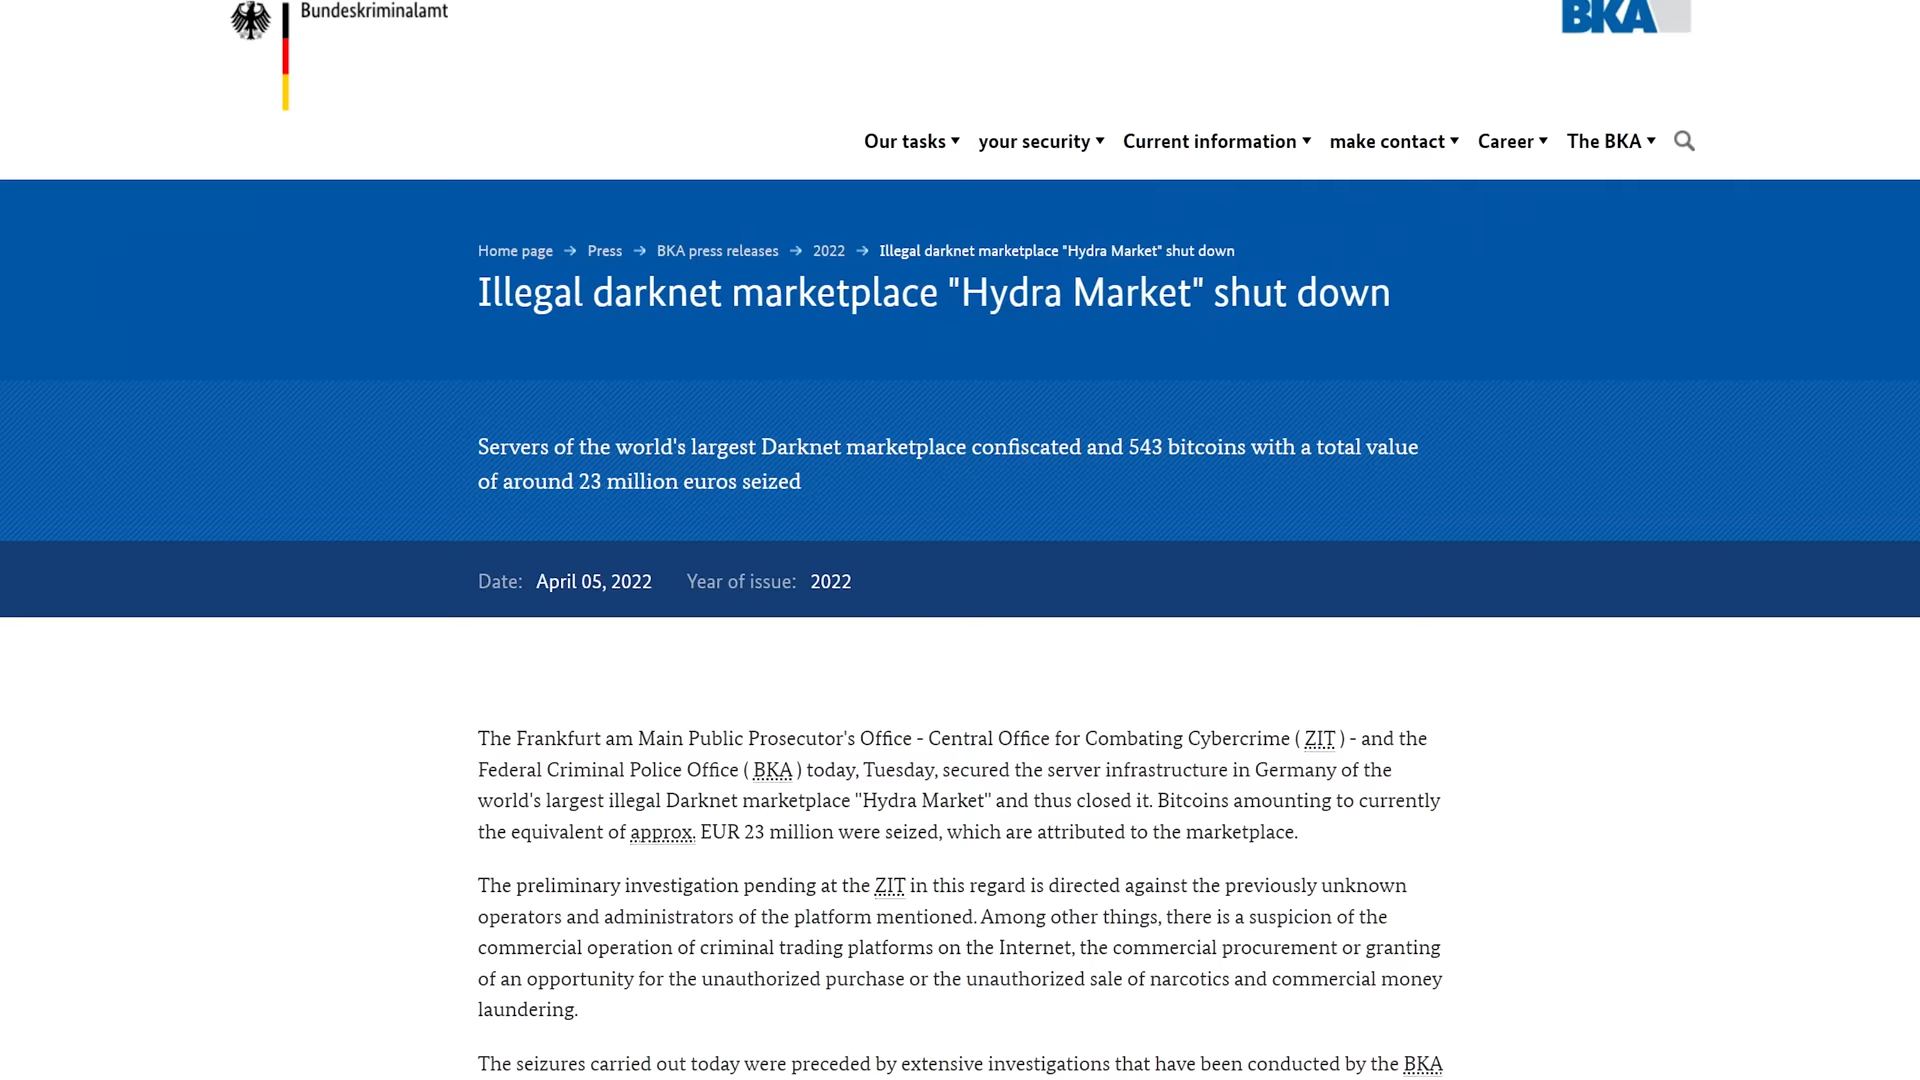 Bundeskriminalamt
BKA
Our tasks your security Current information make contact Career The BKA
Home page → Press → BKA press releases → 2022 → Illegal darknet marketplace "Hydra Market" shut down
Illegal darknet marketplace "Hydra Market" shut down
Servers of the world's largest Darknet marketplace confiscated and 543 bitcoins with a total value
of around 23 million euros seized
Date: April 05, 2022 Year of issue: 2022
The Frankfurt am Main Public Prosecutor's Office - Central Office for Combating Cybercrime ( ZIT ) - and the
Federal Criminal Police Office ( BKA ) today, Tuesday, secured the server infrastructure in Germany of the
world's largest illegal Darknet marketplace "Hydra Market" and thus closed it. Bitcoins amounting to currently
the equivalent of approx. EUR 23 million were seized, which are attributed to the marketplace.
The preliminary investigation pending at the ZIT in this regard is directed against the previously unknown
operators and administrators of the platform mentioned. Among other things, there is a suspicion of the
commercial operation of criminal trading platforms on the Internet, the commercial procurement or granting
of an opportunity for the unauthorized purchase or the unauthorized sale of narcotics and commercial money
laundering.
The seizures carried out today were preceded by extensive investigations that have been conducted by the BKA